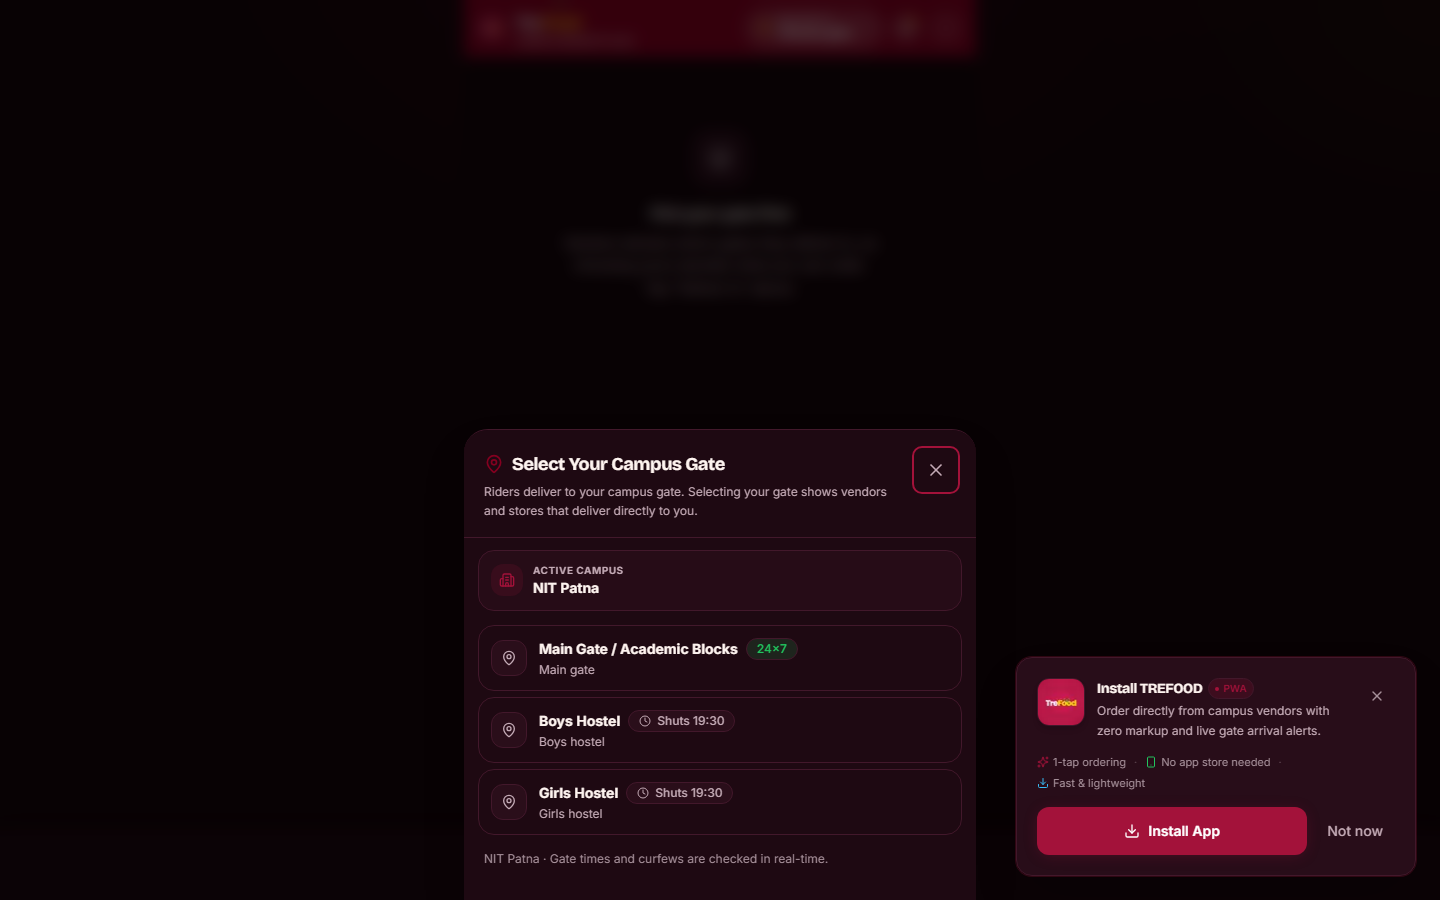 Select Your Campus Gate
Riders deliver to your campus gate. Selecting your gate shows vendors
and stores that deliver directly to you.
ACTIVE CAMPUS
NIT Patna
Main Gate / Academic Blocks 24×7
Main gate
Boys Hostel Shuts 19:30
Boys hostel
Girls Hostel Shuts 19:30
Girls hostel
NIT Patna · Gate times and curfews are checked in real-time.
TreFood
Install TREFOOD • PWA
Order directly from campus vendors with
zero markup and live gate arrival alerts.
1-tap ordering · No app store needed ·
Fast & lightweight
Install App Not now